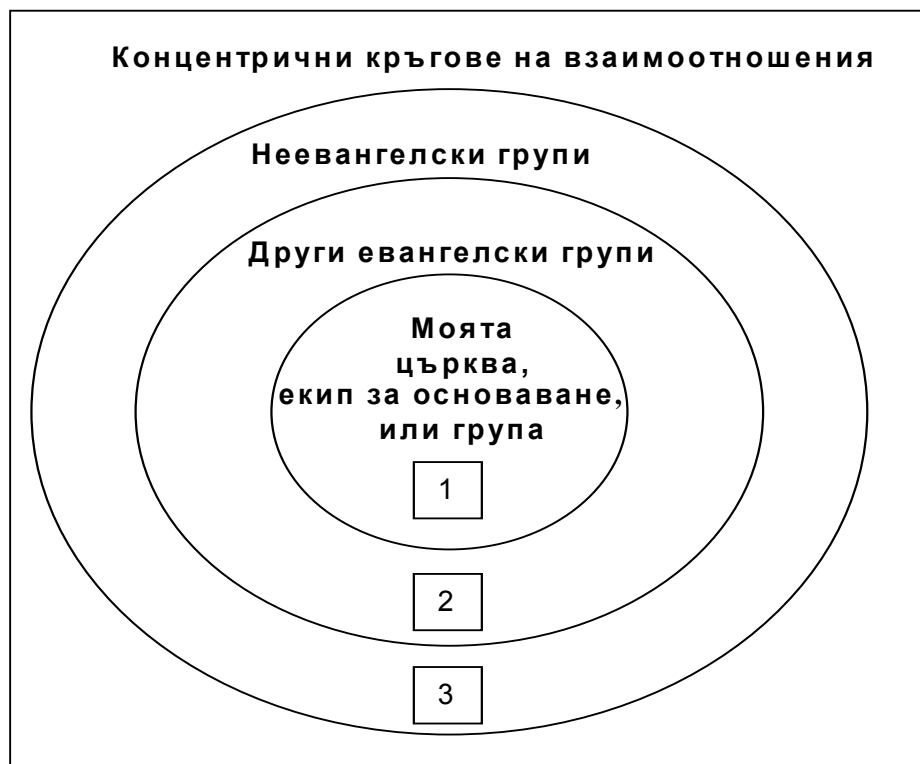 Концентрични кръгове на взаимоотношения
Неевангелски групи
Други евангелски групи
Моята
църква,
екип за основаване,
или група
1
2
3